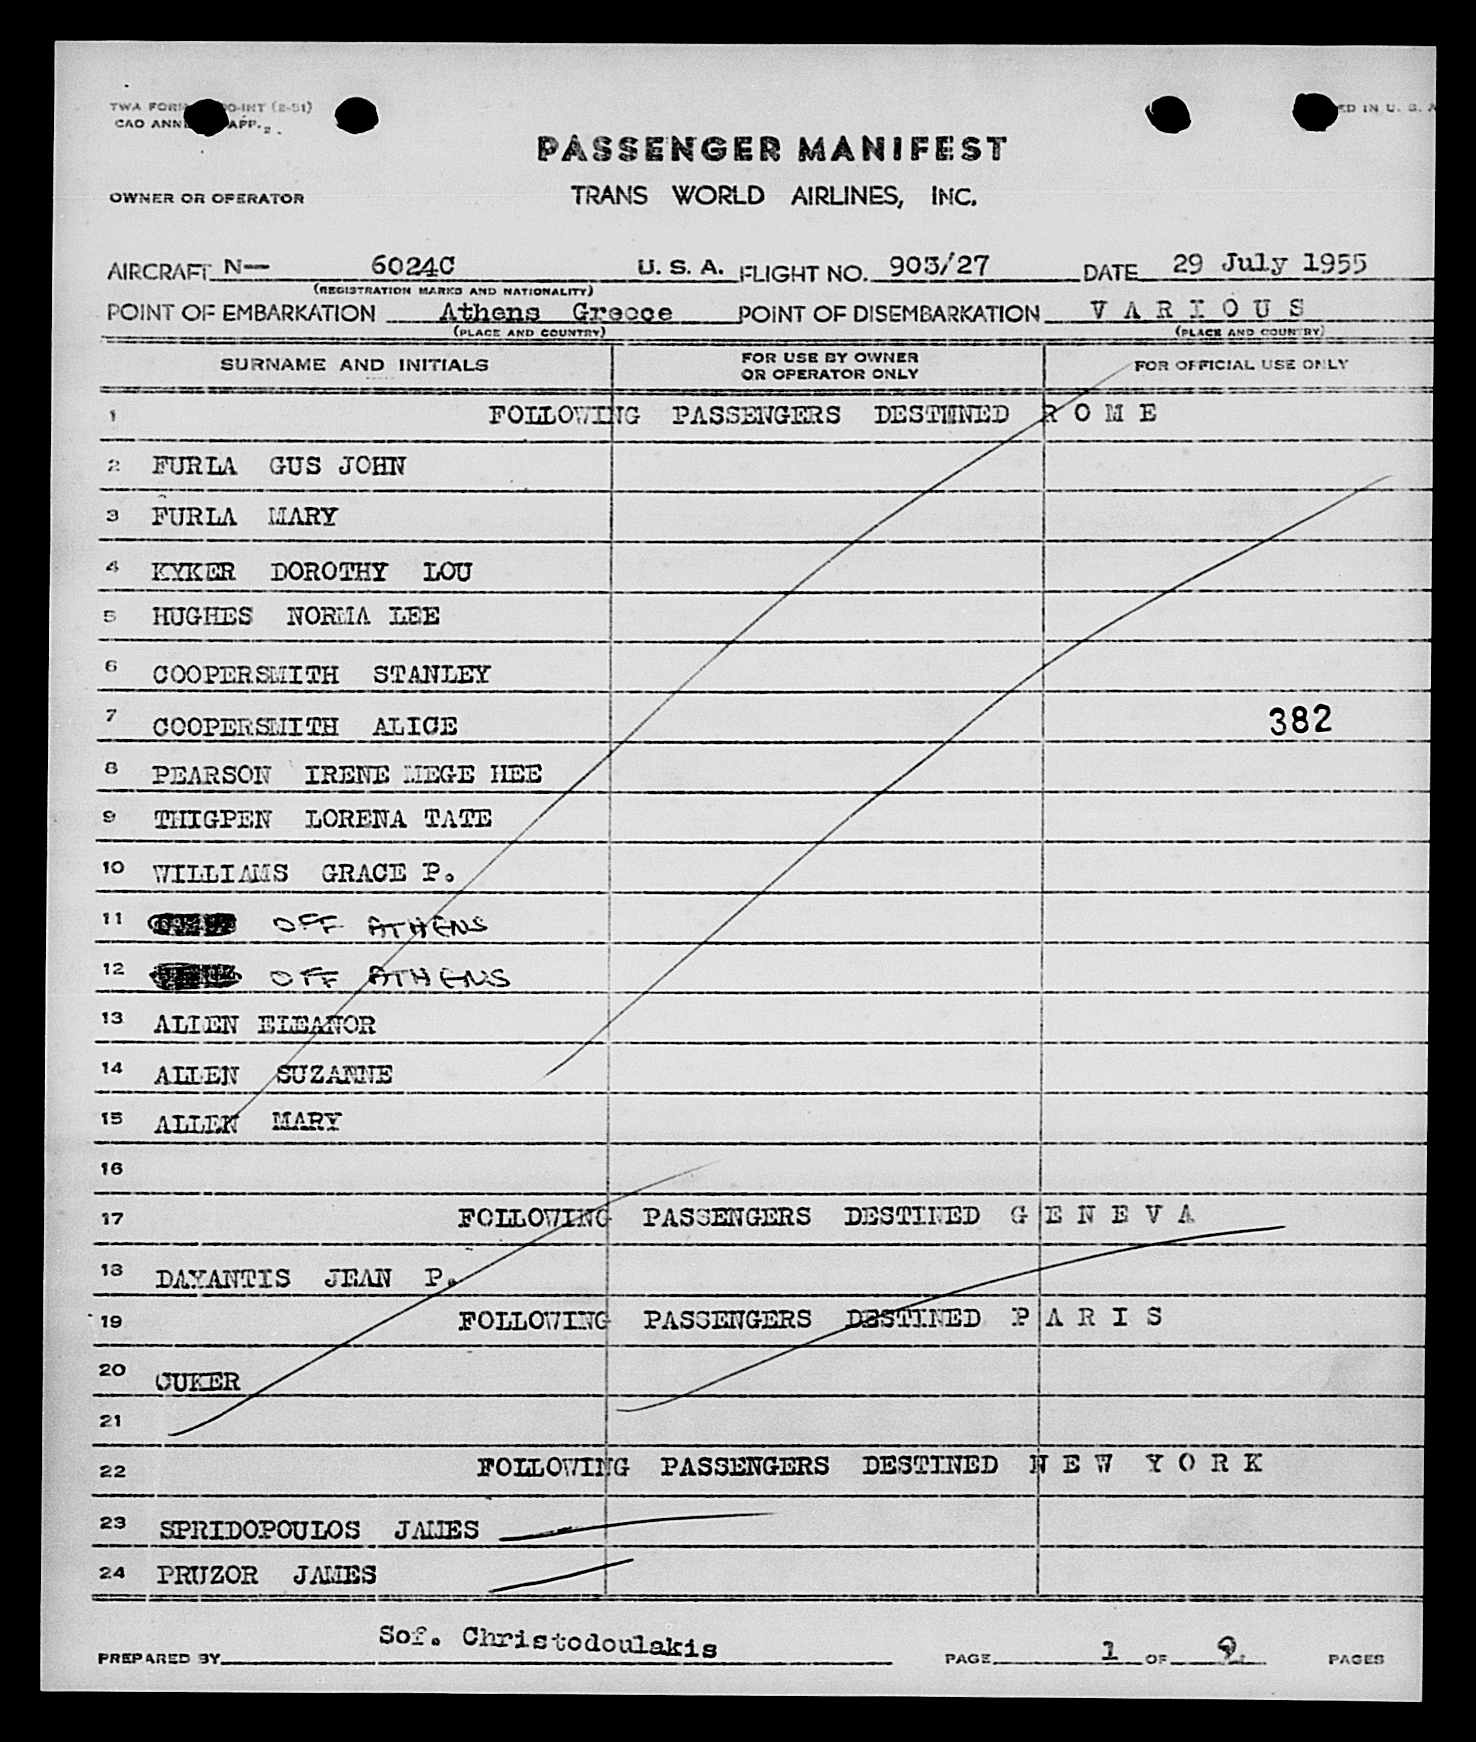 TWA FORM
CAO ANN APP. 2
PASSENGER MANIFEST
OWNER OR OPERATOR TRANS WORLD AIRLINES, INC.
AIRCRAFT N— 6024C U. S. A. FLIGHT NO. 903/27 DATE 29 July 1955
(REGISTRATION MARKS AND NATIONALITY)
POINT OF EMBARKATION Athens Greece POINT OF DISEMBARKATION V A R I O U S
(PLACE AND COUNTRY) (PLACE AND COUNTRY)
SURNAME AND INITIALS FOR USE BY OWNER OR OPERATOR ONLY FOR OFFICIAL USE ONLY
1 FOLLOWING PASSENGERS DESTINED R O M E
2 FURLA GUS JOHN
3 FURLA MARY
4 KYKER DOROTHY LOU
5 HUGHES NORMA LEE
6 COOPERSMITH STANLEY
7 COOPERSMITH ALICE 382
8 PEARSON IRENE MEGE HEE
9 THIGPEN LORENA TATE
10 WILLIAMS GRACE P.
11 OFF ATHENS
12 OFF ATHENS
13 ALLEN ELEANOR
14 ALLEN SUZANNE
15 ALLEN MARY
16
17 FOLLOWING PASSENGERS DESTINED G E N E V A
18 DAYANTIS JEAN P.
19 FOLLOWING PASSENGERS DESTINED P A R I S
20 CUKER
21
22 FOLLOWING PASSENGERS DESTINED N E W Y O R K
23 SPRIDOPOULOS JAMES
24 PRUZOR JAMES
PREPARED BY Sof. Christodoulakis PAGE 1 OF PAGES